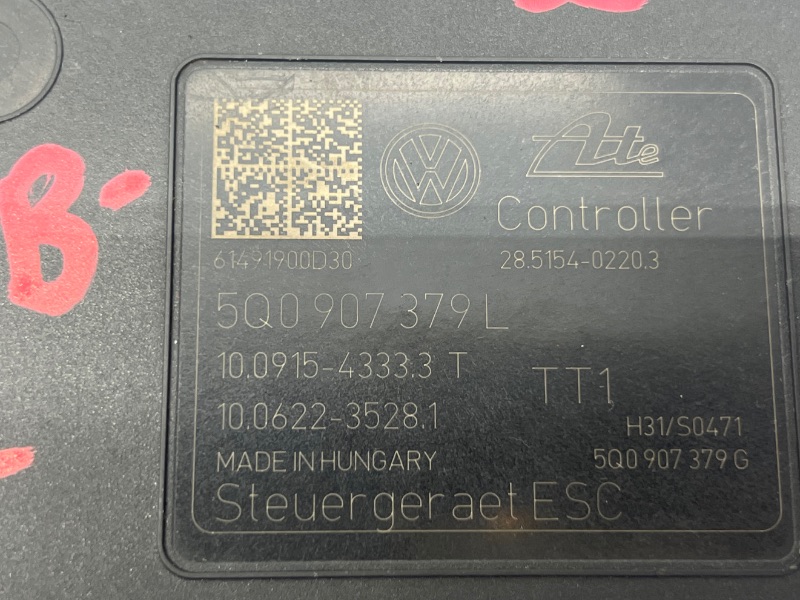 B-
Ate
Controller
61491900D30
28.5154-0220.3
5Q0 907 379 L
10.0915-4333.3 T
TT1
10.0622-3528.1
H31/S0471
MADE IN HUNGARY
5Q0 907 379 G
Steuergeraet ESC